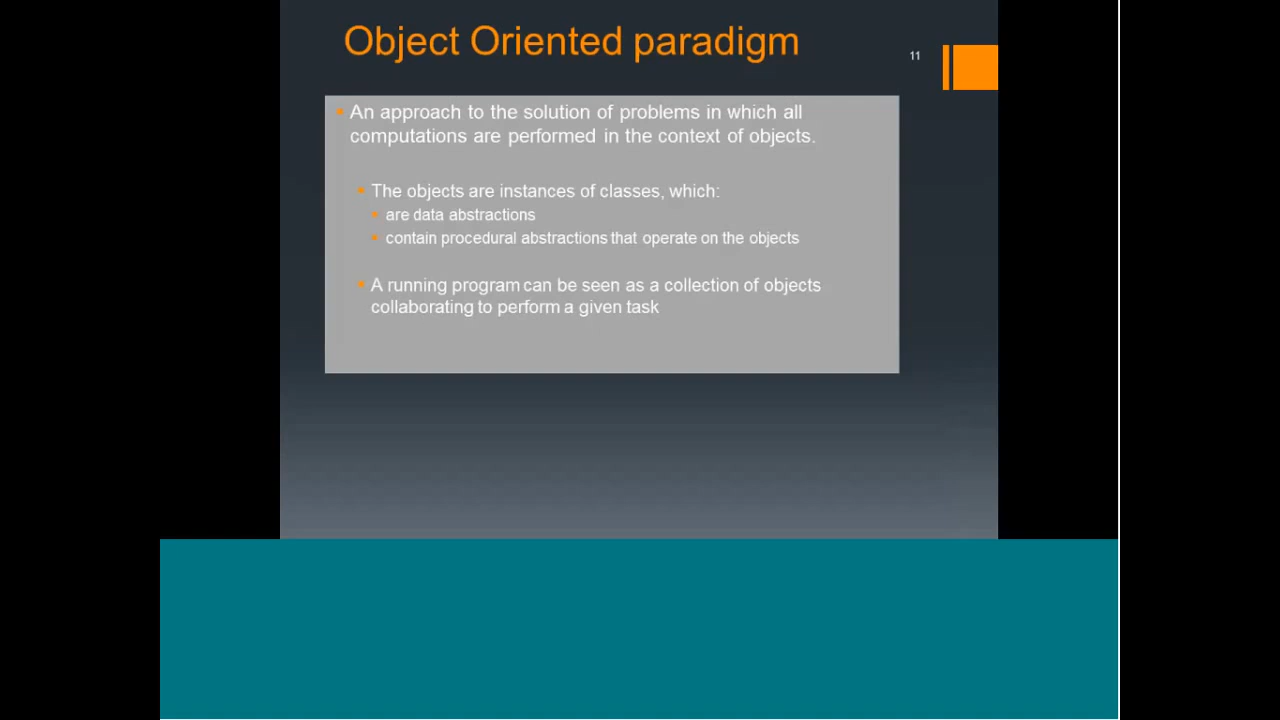 Object Oriented paradigm
11
An approach to the solution of problems in which all
computations are performed in the context of objects.
The objects are instances of classes, which:
are data abstractions
contain procedural abstractions that operate on the objects
A running program can be seen as a collection of objects
collaborating to perform a given task